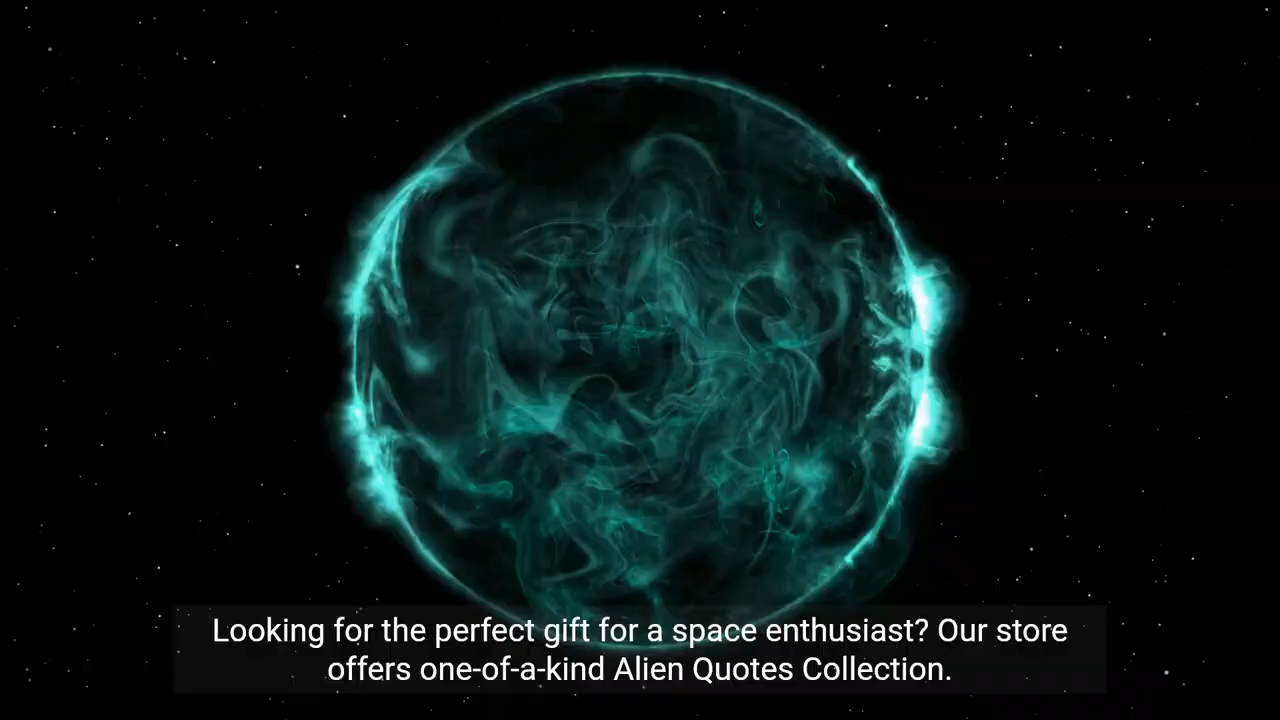 Looking for the perfect gift for a space enthusiast? Our store
offers one-of-a-kind Alien Quotes Collection.